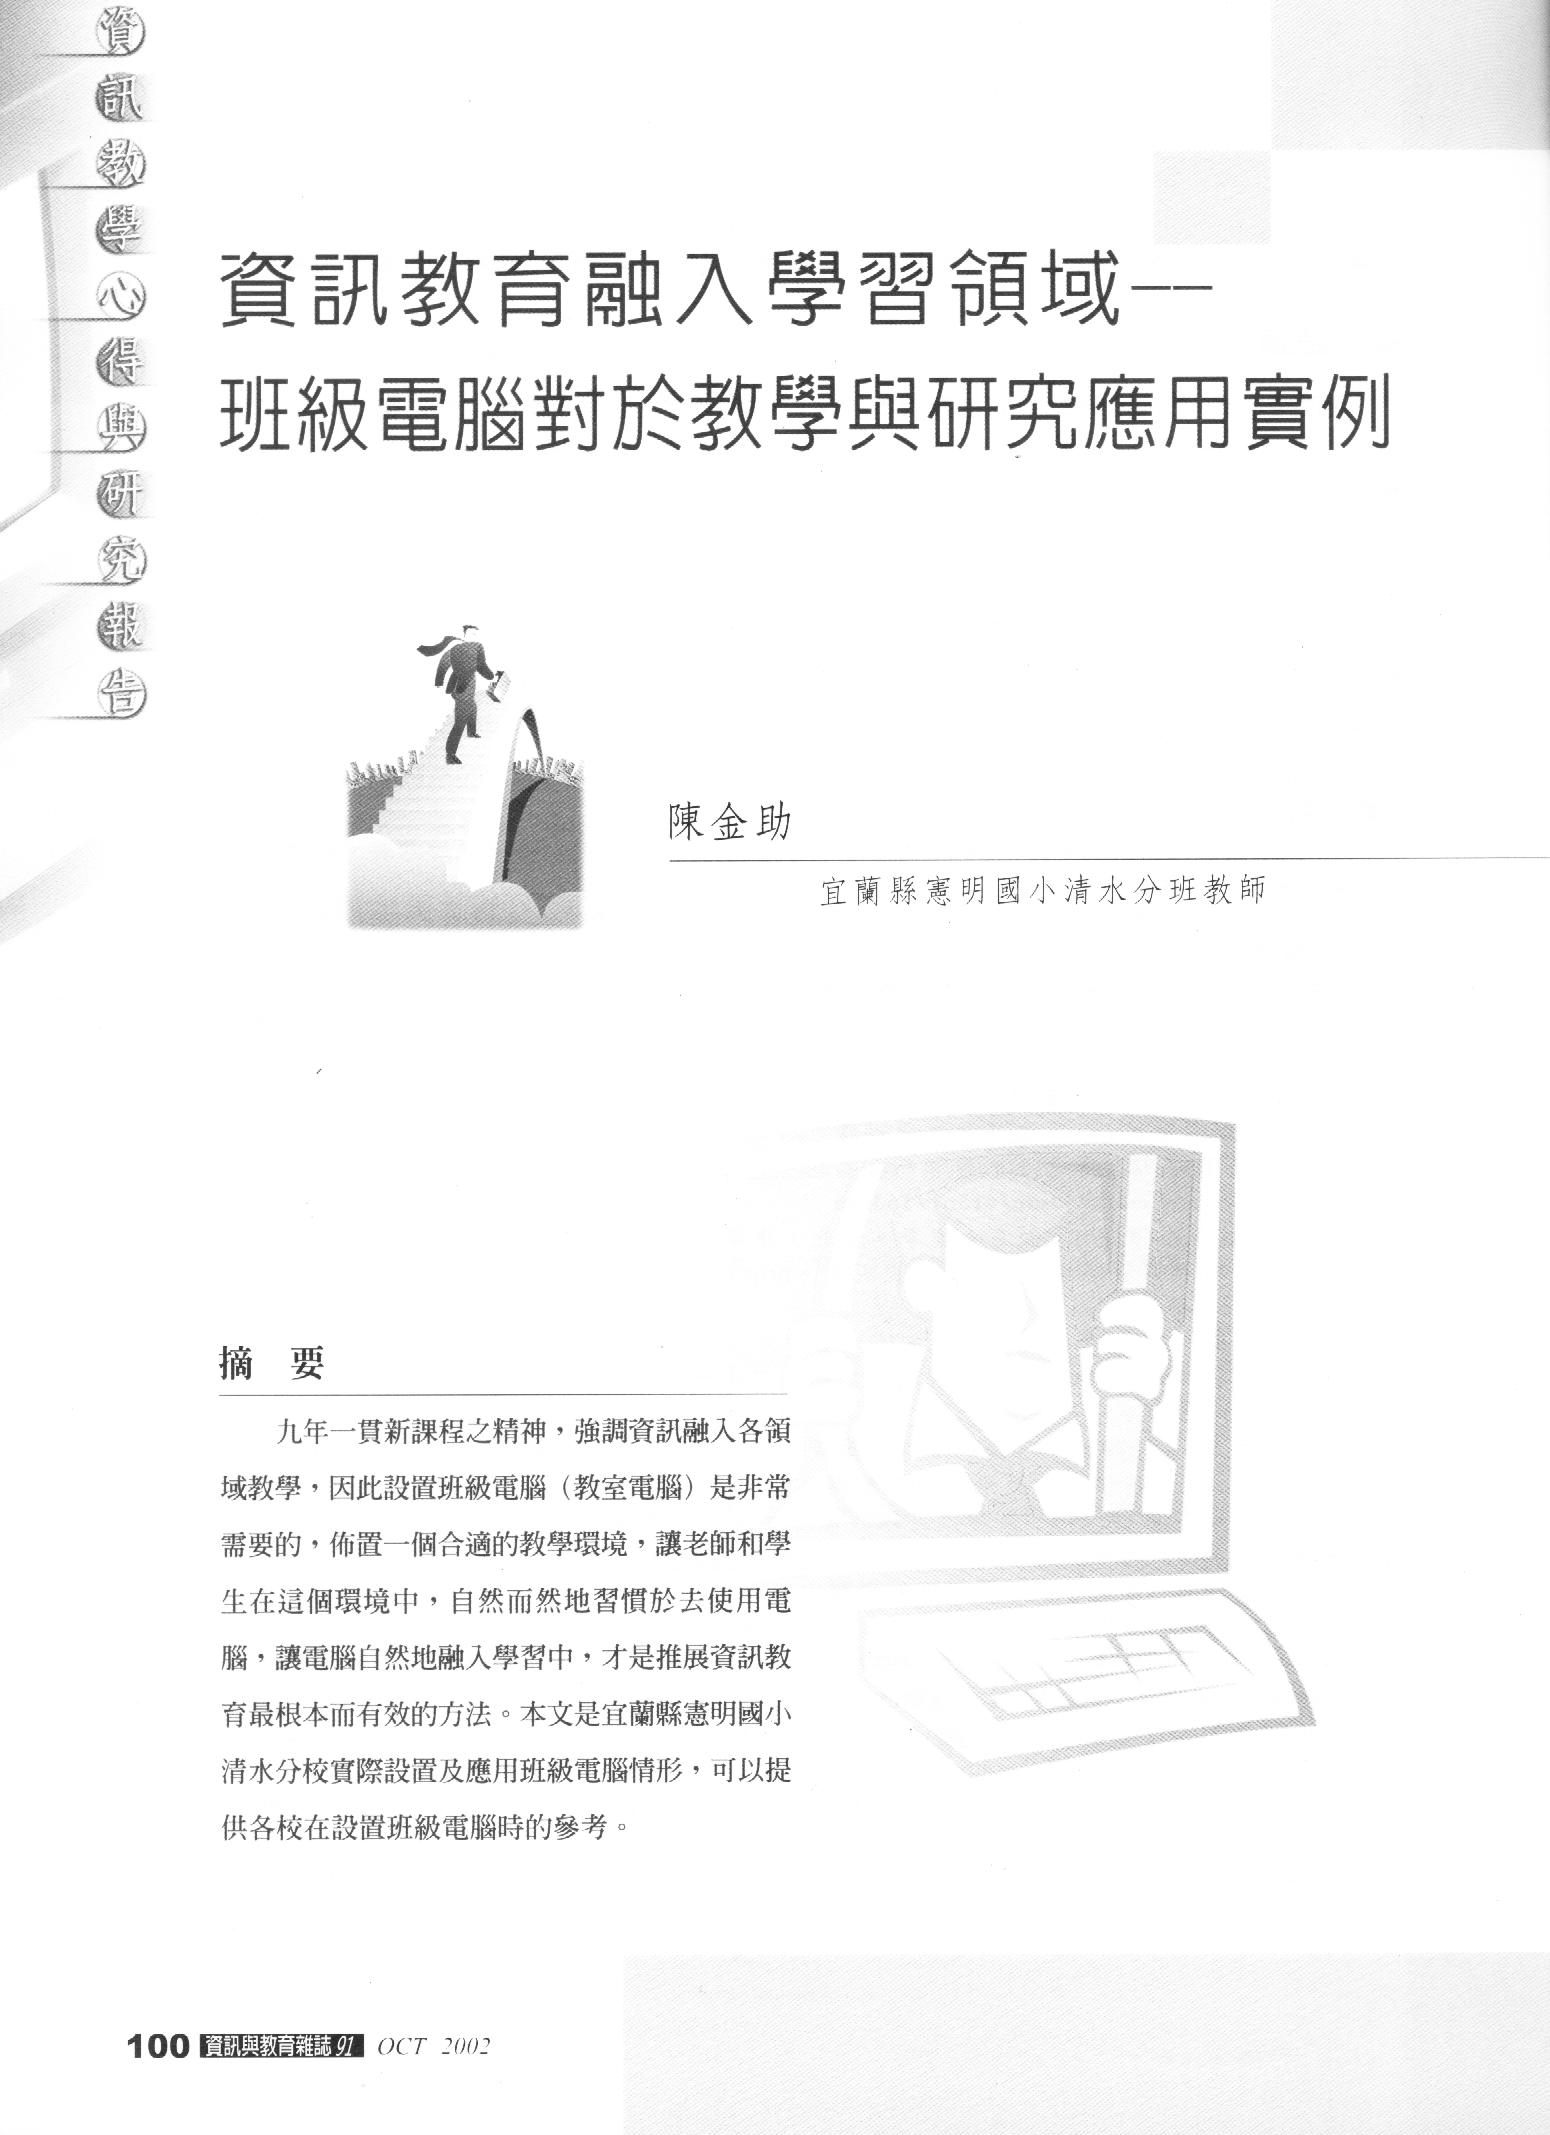 資訊教學心得與研究報告
資訊教育融入學習領域——
班級電腦對於教學與研究應用實例
陳金助
宜蘭縣憲明國小清水分班教師
摘 要
九年一貫新課程之精神，強調資訊融入各領
域教學，因此設置班級電腦（教室電腦）是非常
需要的，佈置一個合適的教學環境，讓老師和學
生在這個環境中，自然而然地習慣於去使用電
腦，讓電腦自然地融入學習中，才是推展資訊教
育最根本而有效的方法。本文是宜蘭縣憲明國小
清水分校實際設置及應用班級電腦情形，可以提
供各校在設置班級電腦時的參考。
100 資訊與教育雜誌 91 OCT 2002